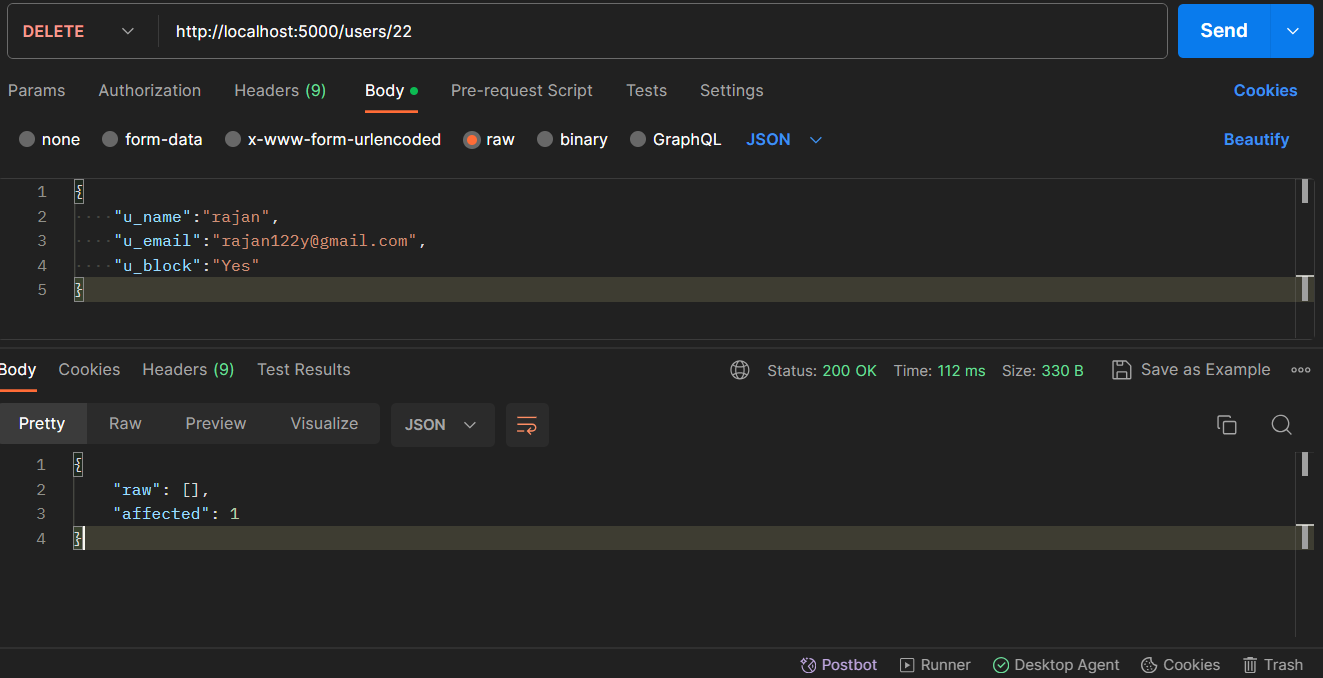 DELETE http://localhost:5000/users/22 Send
Params Authorization Headers (9) Body Pre-request Script Tests Settings Cookies
none form-data x-www-form-urlencoded raw binary GraphQL JSON Beautify
1 {
2 ····"u_name":"rajan",
3 ····"u_email":"rajan122y@gmail.com",
4 ····"u_block":"Yes"
5 }
Body Cookies Headers (9) Test Results Status: 200 OK Time: 112 ms Size: 330 B Save as Example
Pretty Raw Preview Visualize JSON
1 {
2 "raw": [],
3 "affected": 1
4 }
Postbot Runner Desktop Agent Cookies Trash